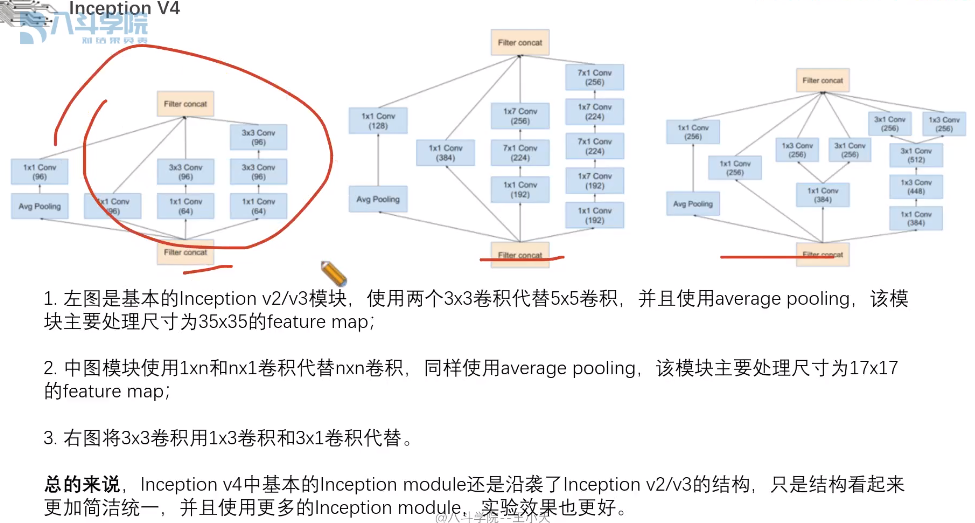 Inception V4
八斗学院
Filter concat
3x3 Conv
(96)
1x1 Conv
(96)
3x3 Conv
(96)
3x3 Conv
(96)
Avg Pooling
1x1 Conv
(96)
1x1 Conv
(64)
1x1 Conv
(64)
Filter concat
Filter concat
7x1 Conv
(256)
1x1 Conv
(128)
1x7 Conv
(256)
1x7 Conv
(224)
1x1 Conv
(384)
7x1 Conv
(224)
7x1 Conv
(224)
1x7 Conv
(192)
Avg Pooling
1x1 Conv
(192)
1x1 Conv
(192)
Filter concat
Filter concat
3x1 Conv
(256)
1x3 Conv
(256)
1x1 Conv
(256)
1x3 Conv
(256)
3x1 Conv
(256)
3x1 Conv
(512)
1x1 Conv
(256)
1x3 Conv
(448)
Avg Pooling
1x1 Conv
(384)
1x1 Conv
(384)
Filter concat
1. 左图是基本的Inception v2/v3模块，使用两个3x3卷积代替5x5卷积，并且使用average pooling，该模
块主要处理尺寸为35x35的feature map；
2. 中图模块使用1xn和nx1卷积代替nxn卷积，同样使用average pooling，该模块主要处理尺寸为17x17
的feature map；
3. 右图将3x3卷积用1x3卷积和3x1卷积代替。
总的来说，Inception v4中基本的Inception module还是沿袭了Inception v2/v3的结构，只是结构看起来
更加简洁统一，并且使用更多的Inception module，实验效果也更好。
@八斗学院--王小天